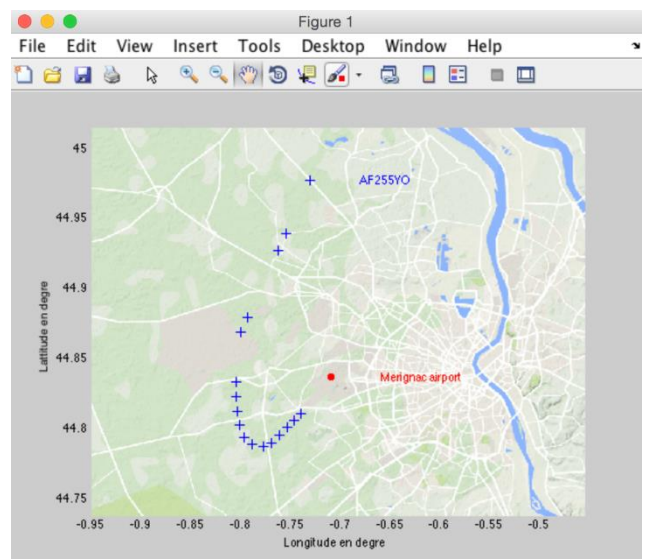 Figure 1
File Edit View Insert Tools Desktop Window Help
45
AF255YO
44.95
44.9
44.85
Merignac airport
44.8
44.75
Lattitude en degre
-0.95 -0.9 -0.85 -0.8 -0.75 -0.7 -0.65 -0.6 -0.55 -0.5
Longitude en degre